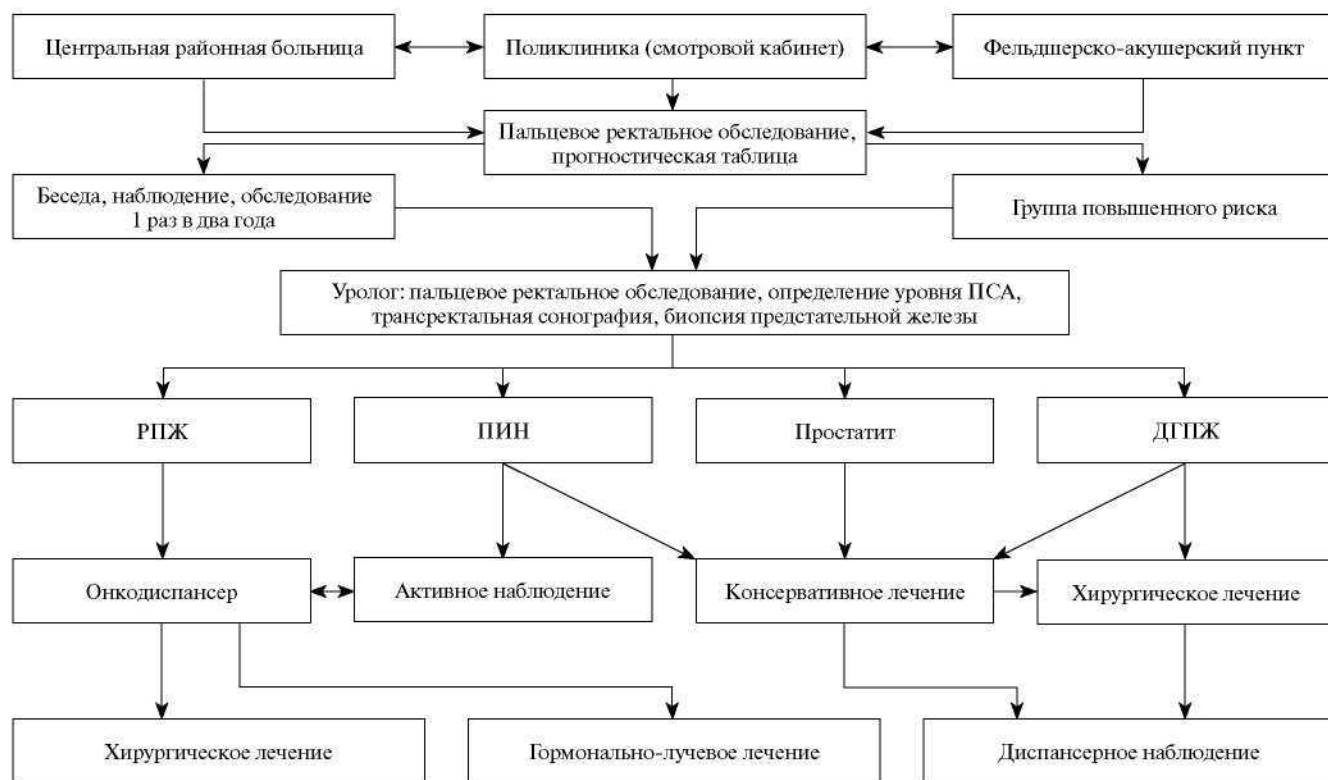 Центральная районная больница
Поликлиника (смотровой кабинет)
Фельдшерско-акушерский пункт
Пальцевое ректальное обследование,
прогностическая таблица
Беседа, наблюдение, обследование
1 раз в два года
Группа повышенного риска
Уролог: пальцевое ректальное обследование, определение уровня ПСА,
трансректальная сонография, биопсия предстательной железы
РПЖ
ПИН
Простатит
ДГПЖ
Онкодиспансер
Активное наблюдение
Консервативное лечение
Хирургическое лечение
Хирургическое лечение
Гормонально-лучевое лечение
Диспансерное наблюдение